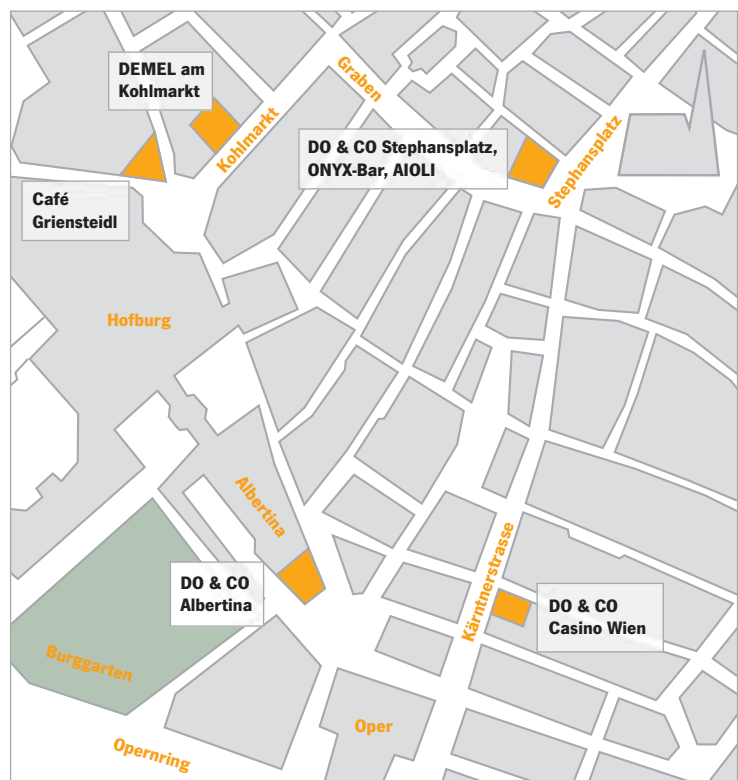 DEMEL am
Kohlmarkt
Graben
Kohlmarkt
DO & CO Stephansplatz,
ONYX-Bar, AIOLI
Stephansplatz
Café
Griensteidl
Hofburg
Albertina
DO & CO
Albertina
Kärntnerstrasse
DO & CO
Casino Wien
Burggarten
Oper
Opernring